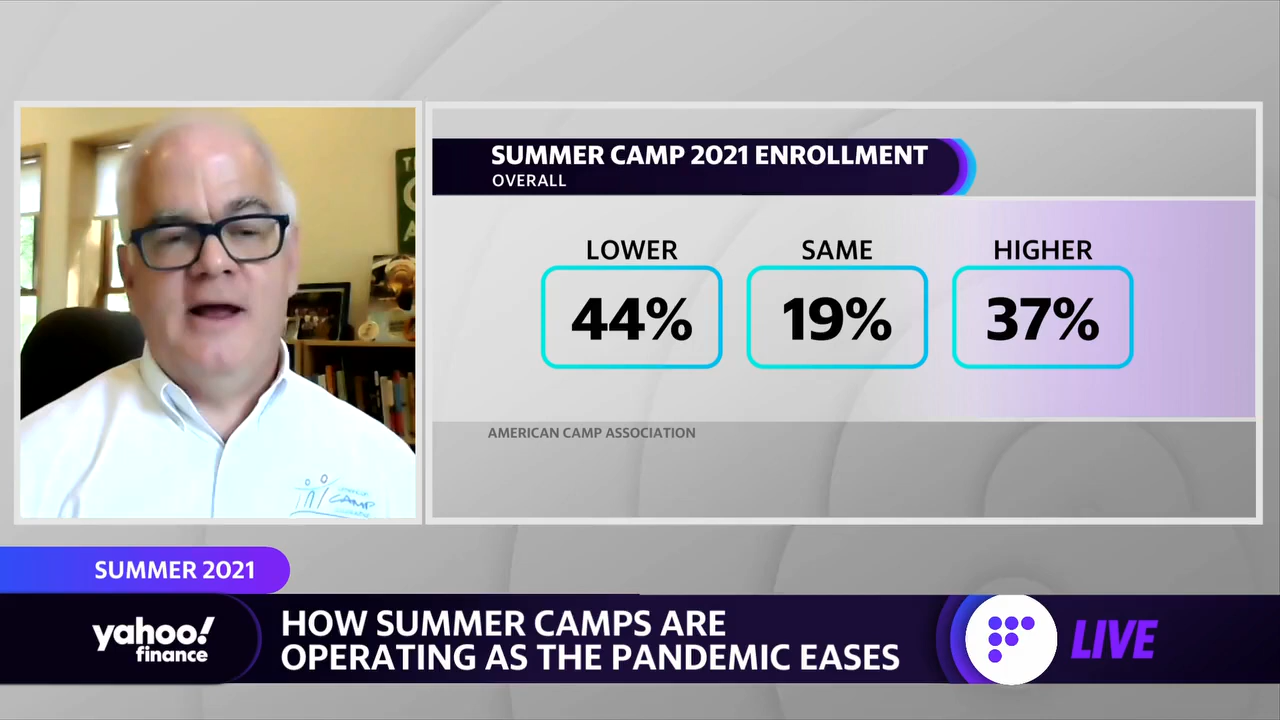 SUMMER CAMP 2021 ENROLLMENT
OVERALL
LOWER
SAME
HIGHER
44%
19%
37%
AMERICAN CAMP ASSOCIATION
CAMP
SUMMER 2021
yahoo!
finance
HOW SUMMER CAMPS ARE
OPERATING AS THE PANDEMIC EASES
LIVE